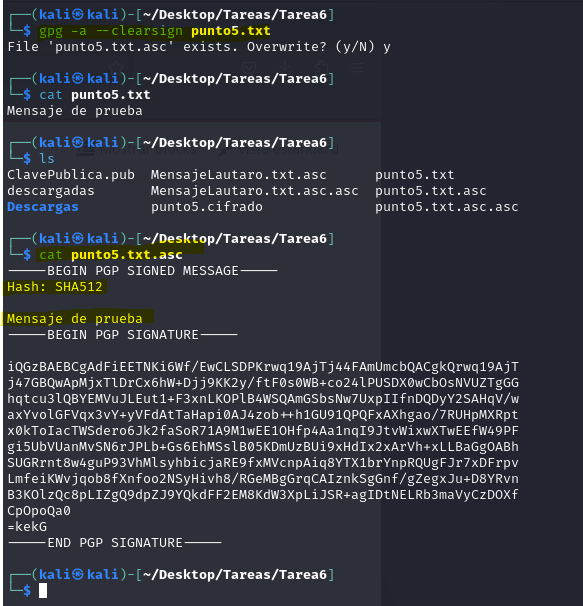 ┌──(kali㉿kali)-[~/Desktop/Tareas/Tarea6]
└─$ gpg -a --clearsign punto5.txt
File 'punto5.txt.asc' exists. Overwrite? (y/N) y
┌──(kali㉿kali)-[~/Desktop/Tareas/Tarea6]
└─$ cat punto5.txt
Mensaje de prueba
┌──(kali㉿kali)-[~/Desktop/Tareas/Tarea6]
└─$ ls
ClavePublica.pub  MensajeLautaro.txt.asc      punto5.txt
descargadas       MensajeLautaro.txt.asc.asc  punto5.txt.asc
Descargas         punto5.cifrado              punto5.txt.asc.asc
┌──(kali㉿kali)-[~/Desktop/Tareas/Tarea6]
└─$ cat punto5.txt.asc
-----BEGIN PGP SIGNED MESSAGE-----
Hash: SHA512
Mensaje de prueba
-----BEGIN PGP SIGNATURE-----
iQGzBAEBCgAdFiEETNKi6Wf/EwCLSDPKrwq19AjTj44FAmUmcbQACgkQrwq19AjT
j47GBQwApMjxTlDrCx6hW+Djj9KK2y/ftF0s0WB+co24lPUSDX0wCbOsNVUZTgGG
hqtcu3lQBYEMVuJLEut1+F3xnLKOPlB4WSQAmGSbsNw7UxpIIfnDQDyY2SAHqV/w
axYvolGFVqx3vY+yVFdAtTaHapi0AJ4zob++h1GU91QPQFxAXhgao/7RUHpMXRpt
x0kToIacTWSdero6Jk2faSoR71A9M1wEE1OHfp4Aa1nqI9JtvWixwXTwEEfW49PF
gi5UbVUanMvSN6rJPLb+Gs6EhMSslB05KDmUzBUi9xHdIx2xArVh+xLLBaGgOABh
SUGRrnt8w4guP93VhMlsyhbicjaRE9fxMVcnpAiq8YTX1brYnpRQUgFJr7xDFrpv
LmfeiKWvjqob8fXnfoo2NSyHivh8/RGeMBgGrqCAIznkSgGnf/gZegxJu+D8YRvn
B3KOlzQc8pLIZgQ9dpZJ9YQkdFF2EM8KdW3XpLiJSR+agIDtNELRb3maVyCzDOXf
CpOpoQa0
=kekG
-----END PGP SIGNATURE-----
┌──(kali㉿kali)-[~/Desktop/Tareas/Tarea6]
└─$